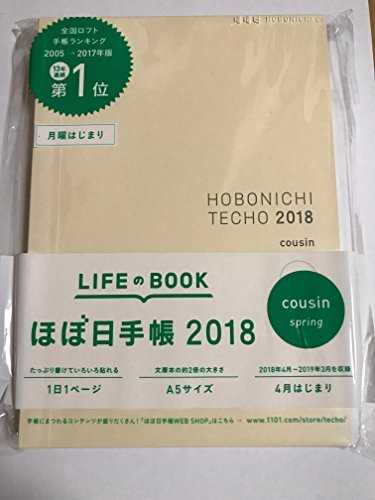 全国ロフト
手帳ランキング
2005→2017年版
13年連続
第1位
月曜はじまり
HOBONICHI
TECHO 2018
cousin
LIFEのBOOK
ほぼ日手帳 2018
cousin
spring
たっぷり書けていろいろ貼れる
1日1ページ
文庫本の約2倍の大きさ
A5サイズ
2018年4月〜2019年3月を収録
4月はじまり
手帳にまつわるコンテンツが盛りだくさん!「ほぼ日手帳WEB SHOP」はこちら → www.1101.com/store/techo/